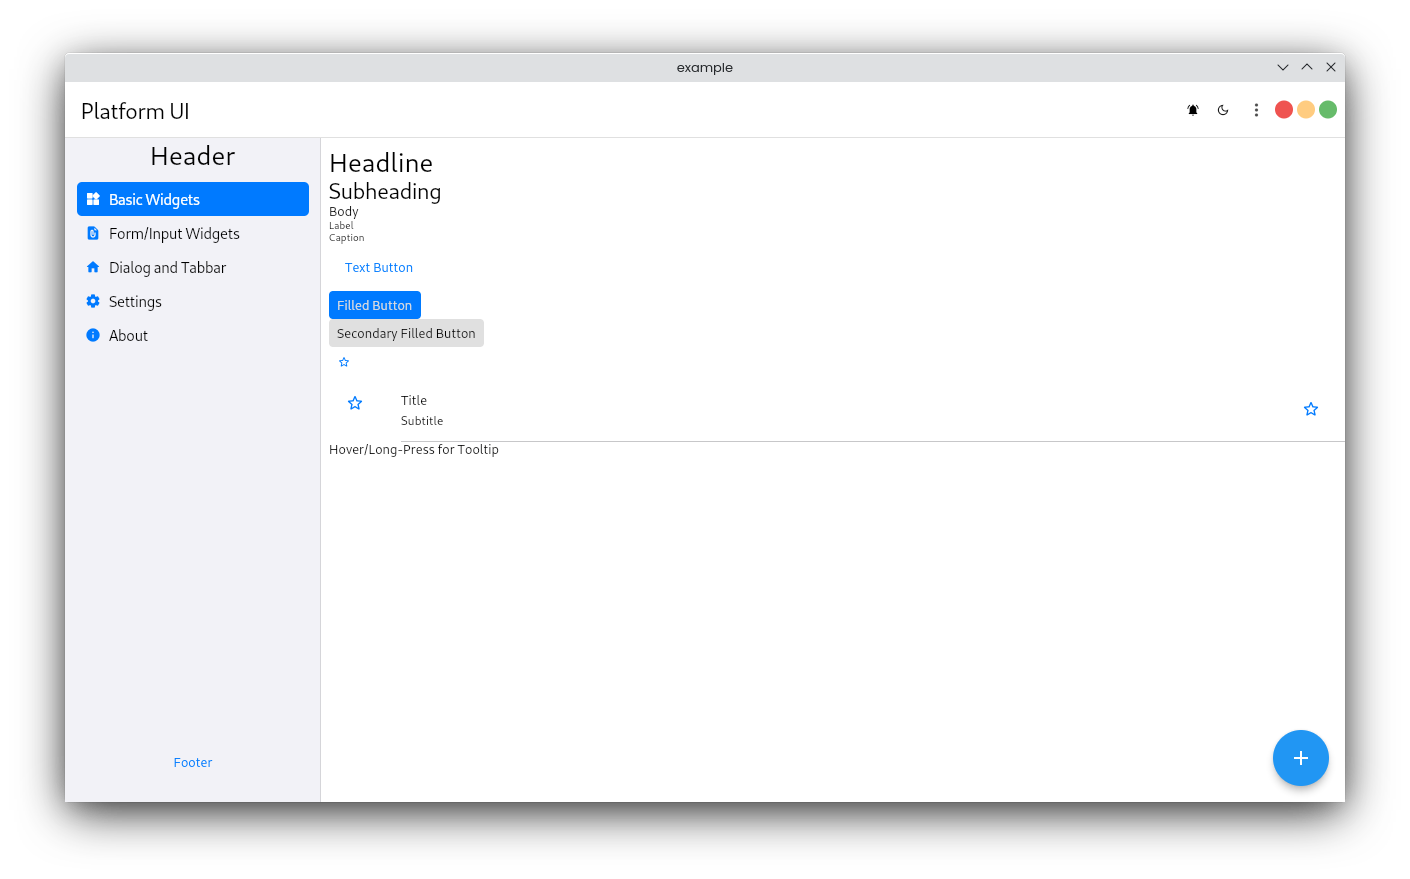 example
Platform UI
Header
Basic Widgets
Form/Input Widgets
Dialog and Tabbar
Settings
About
Footer
Headline
Subheading
Body
Label
Caption
Text Button
Filled Button
Secondary Filled Button
Title
Subtitle
Hover/Long-Press for Tooltip